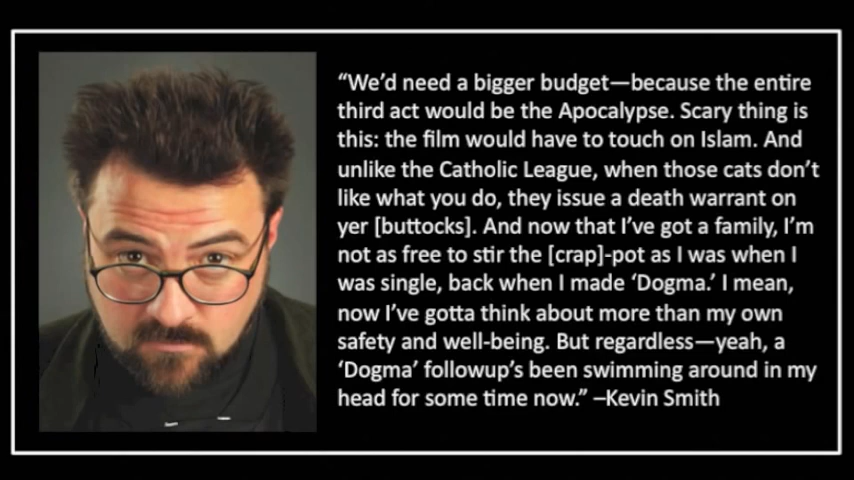 “We’d need a bigger budget—because the entire
third act would be the Apocalypse. Scary thing is
this: the film would have to touch on Islam. And
unlike the Catholic League, when those cats don’t
like what you do, they issue a death warrant on
yer [buttocks]. And now that I’ve got a family, I’m
not as free to stir the [crap]-pot as I was when I
was single, back when I made ‘Dogma.’ I mean,
now I’ve gotta think about more than my own
safety and well-being. But regardless—yeah, a
‘Dogma’ followup’s been swimming around in my
head for some time now.” –Kevin Smith